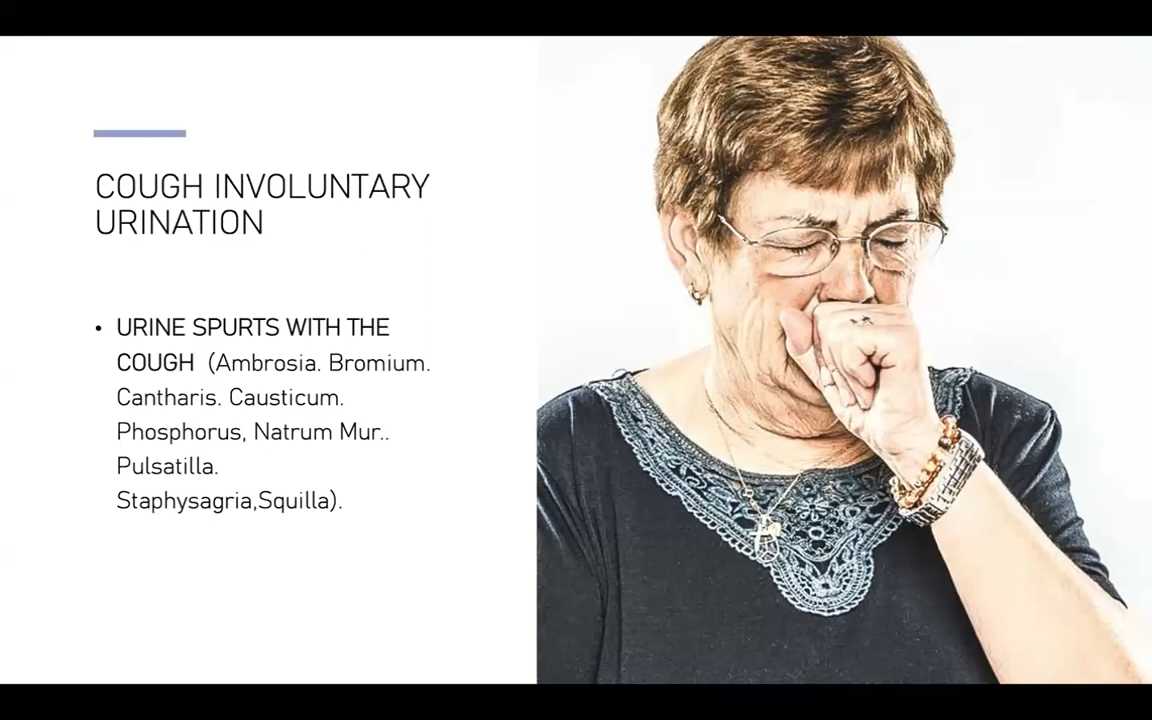 COUGH INVOLUNTARY
URINATION
• URINE SPURTS WITH THE
COUGH (Ambrosia. Bromium.
Cantharis. Causticum.
Phosphorus, Natrum Mur..
Pulsatilla.
Staphysagria,Squilla).